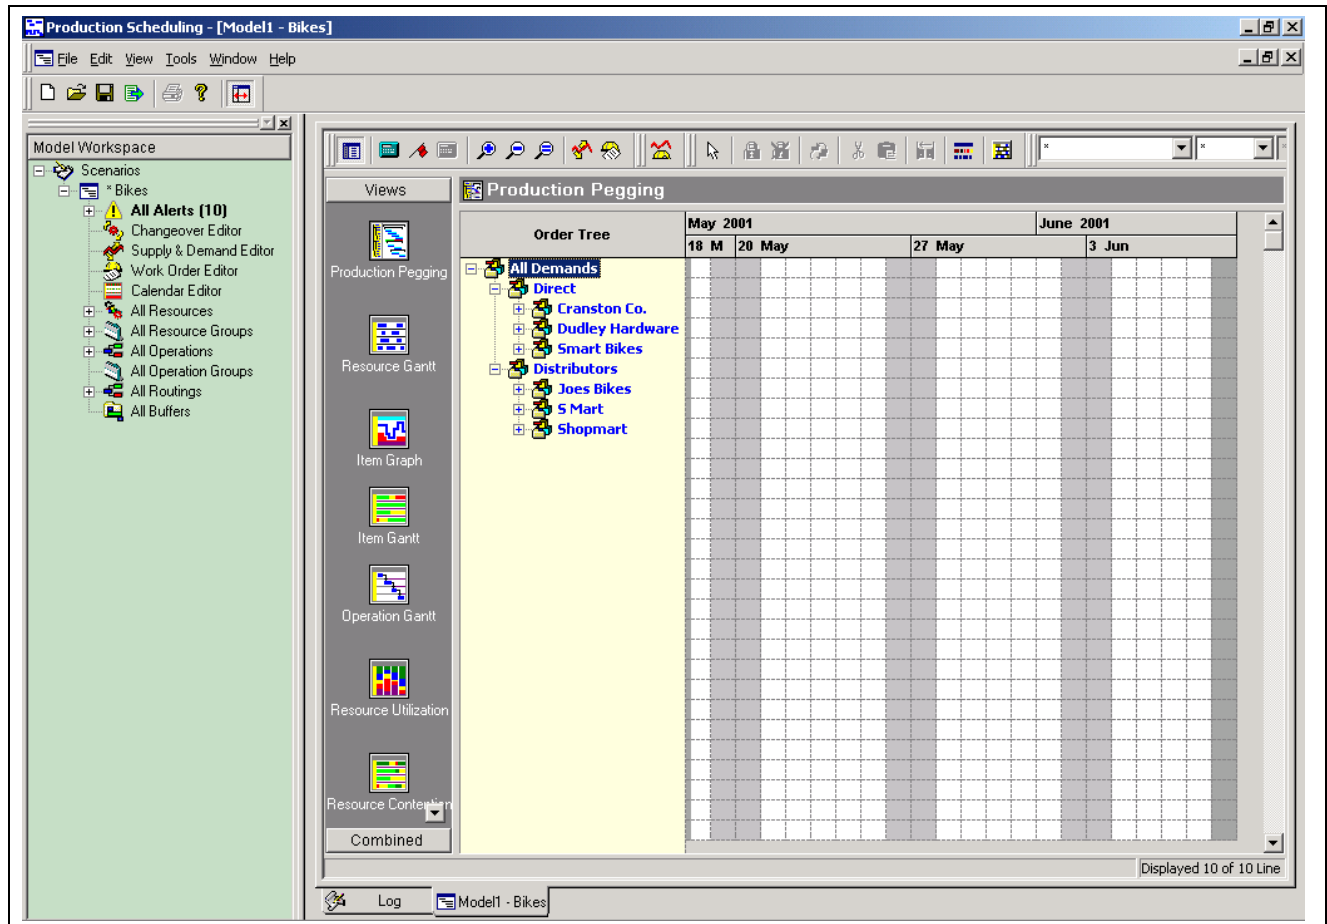 Production Scheduling - [Model1 - Bikes]
File Edit View Tools Window Help
Model Workspace
Scenarios
* Bikes
All Alerts (10)
Changeover Editor
Supply & Demand Editor
Work Order Editor
Calendar Editor
All Resources
All Resource Groups
All Operations
All Operation Groups
All Routings
All Buffers
* *
Views
Production Pegging
Resource Gantt
Item Graph
Item Gantt
Operation Gantt
Resource Utilization
Resource Contention
Combined
Production Pegging
Order Tree
May 2001 June 2001
18 M 20 May 27 May 3 Jun
All Demands
Direct
Cranston Co.
Dudley Hardware
Smart Bikes
Distributors
Joes Bikes
S Mart
Shopmart
Displayed 10 of 10 Line
Log Model1 - Bikes